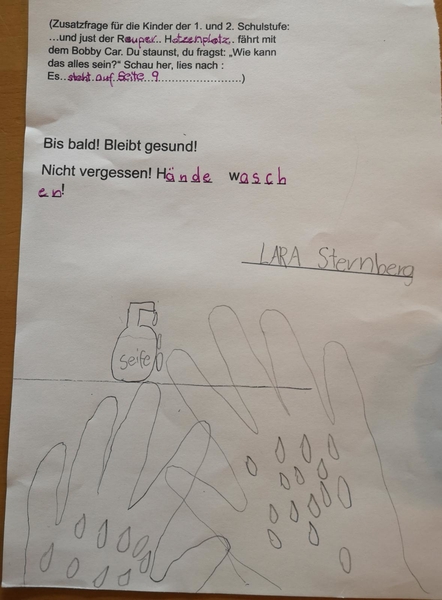 (Zusatzfrage für die Kinder der 1. und 2. Schulstufe:
...und just der Reuper.. Hotzenplotz.. fährt mit
dem Bobby Car. Du staunst, du fragst: „Wie kann
das alles sein?" Schau her, lies nach :
Es..steht auf Seite 9.....................)
Bis bald! Bleibt gesund!
Nicht vergessen! Hände wasch
en!
LARA Sternberg
Seife